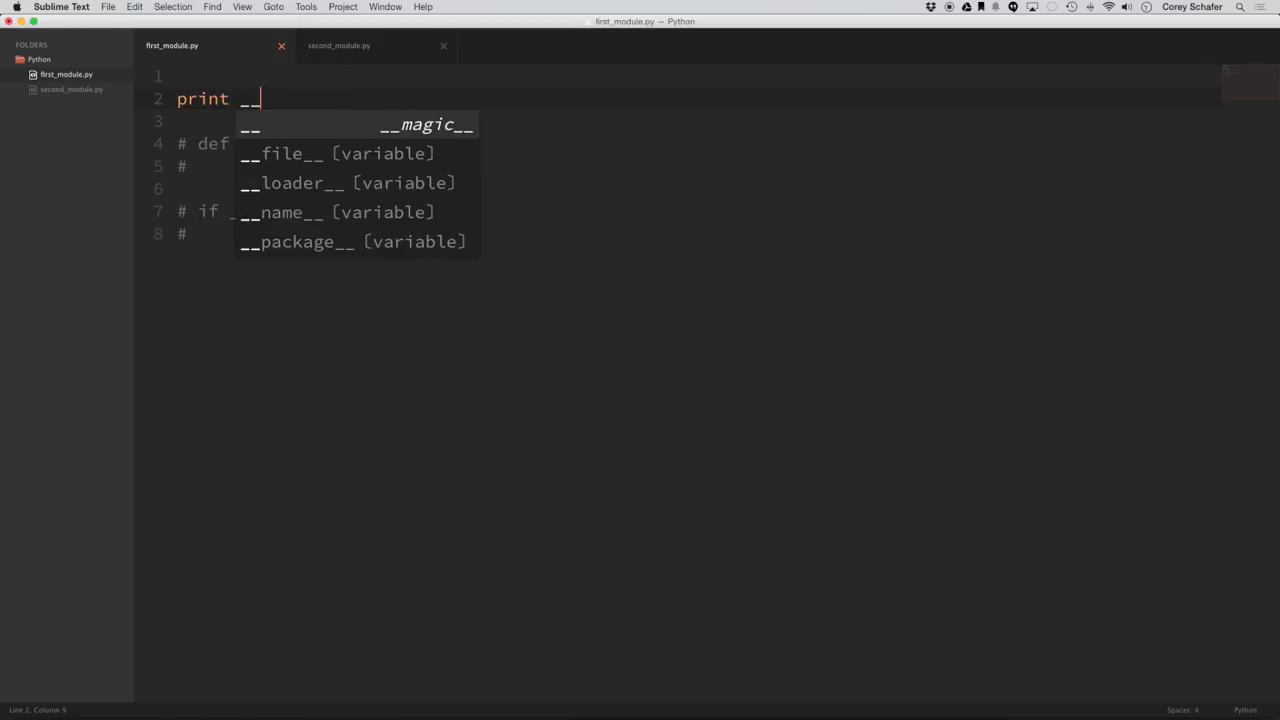 Sublime Text File Edit Selection Find View Goto Tools Project Window Help Corey Schafer
first_module.py — Python
FOLDERS
Python
first_module.py
second_module.py
first_module.py
second_module.py
1
2 print __
3
4 # def
5 #
6
7 # if _
8 #
__ __magic__
__file__ [variable]
__loader__ [variable]
__name__ [variable]
__package__ [variable]
Line 2, Column 9
Spaces: 4
Python